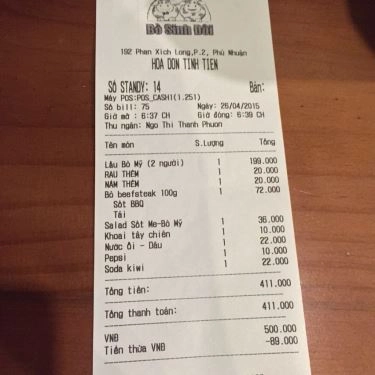 Bò Sinh Đôi
192 Phan Xích Long,P.2, Phú Nhuận
HOA DON TINH TIEN
SỐ STANDY: 14 Bàn:
Máy POS:POS_CASH1(1.251)
Số bill: 75 Ngày: 26/04/2015
Giờ mở : 6:37 CH Giờ đóng: 6:39 CH
Thu ngân: Ngo Thi Thanh Phuon
Tên món S.Lượng Tổng
Lẩu Bò Mỹ (2 người) 1 199.000
RAU THÊM 1 20.000
NẤM THÊM 1 20.000
Bò beefsteak 100g 1 72.000
Sốt BBQ
Tái
Salad Sốt Me-Bò Mỹ 1 36.000
Khoai tây chiên 1 10.000
Nước ổi - Dâu 1 22.000
Pepsi 1 10.000
Soda kiwi 1 22.000
Tổng tiền: 411.000
Tổng thanh toán: 411.000
VNĐ 500.000
Tiền thừa VNĐ -89.000